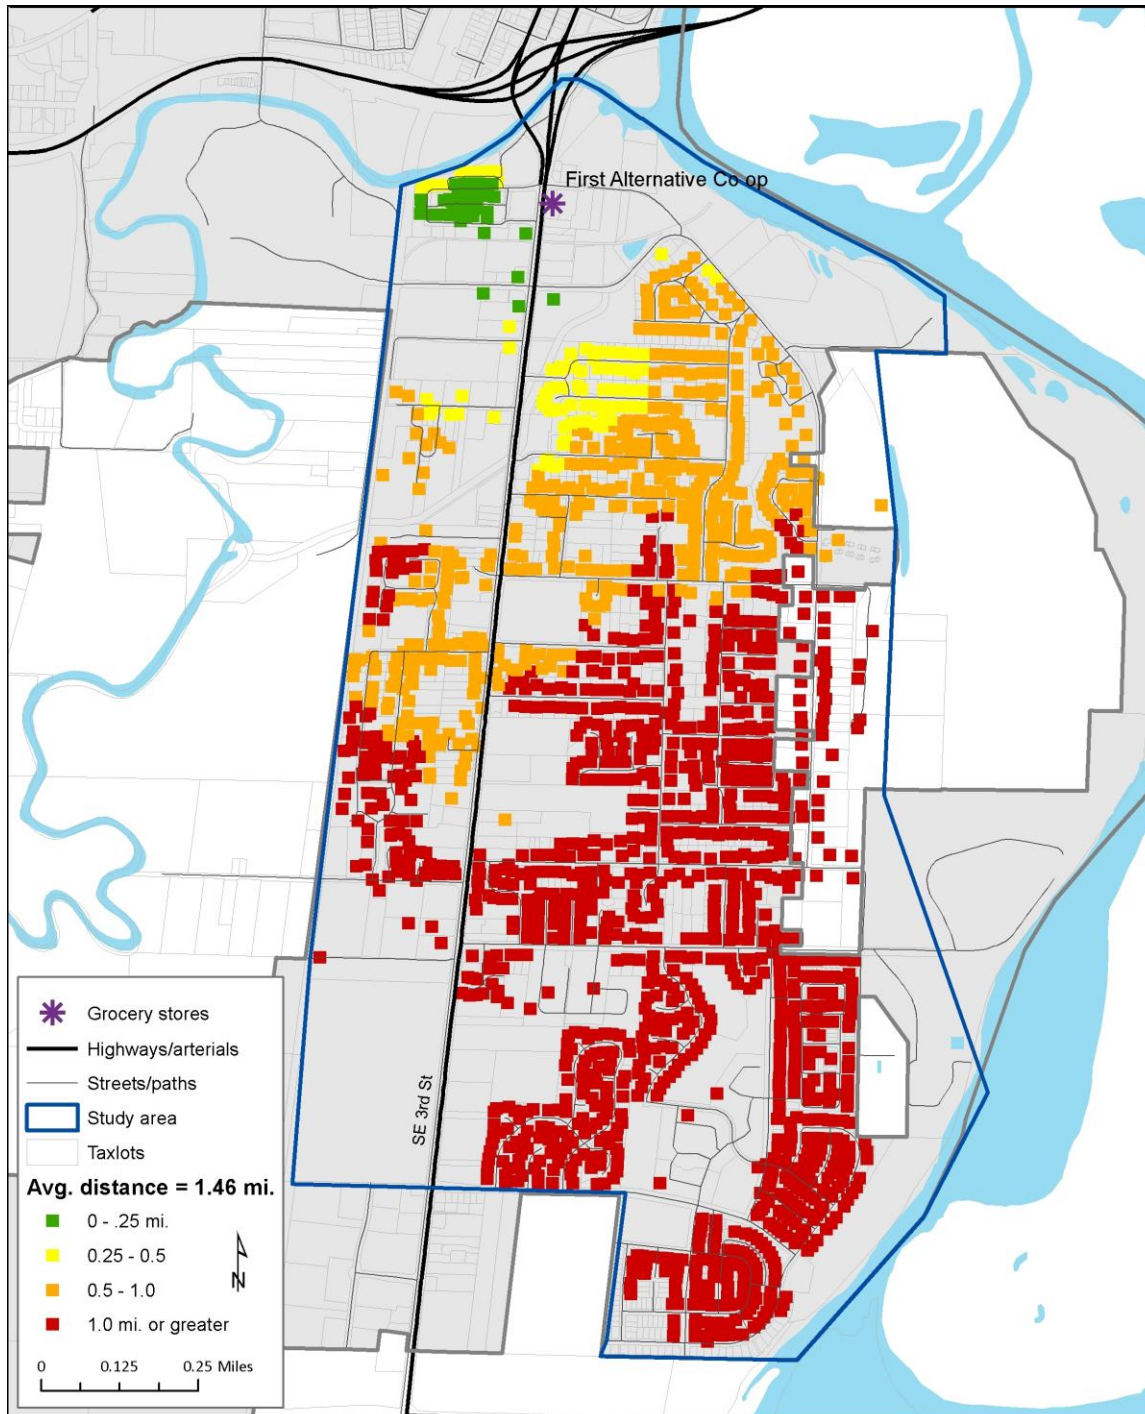 First Alternative Co op
SE 3rd St
Grocery stores
Highways/arterials
Streets/paths
Study area
Taxlots
Avg. distance = 1.46 mi.
0 - .25 mi.
0.25 - 0.5
0.5 - 1.0
1.0 mi. or greater
N
0 0.125 0.25 Miles